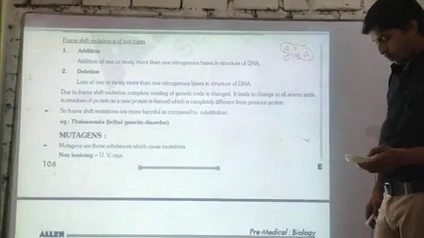 Frame shift mutation is of two types
1. Addition
Addition of one or rarely more than one nitrogenous bases in structure of DNA.
2. Deletion
Loss of one or rarely more than one nitrogenous bases in structure of DNA.
Due to frame shift mutation, complete reading of genetic code is changed. It leads to change in all amino acids
in structure of protein so a new protein is formed which is completely different from previous protein.
So frame shift mutations are more harmful as compared to substitution.
eg : Thalassemia (lethal genetic disorder)
MUTAGENS :
Mutagens are those substances which cause mutations
Non ionising :- U. V. rays.
106
E
ALLEN
Pre-Medical : Biology